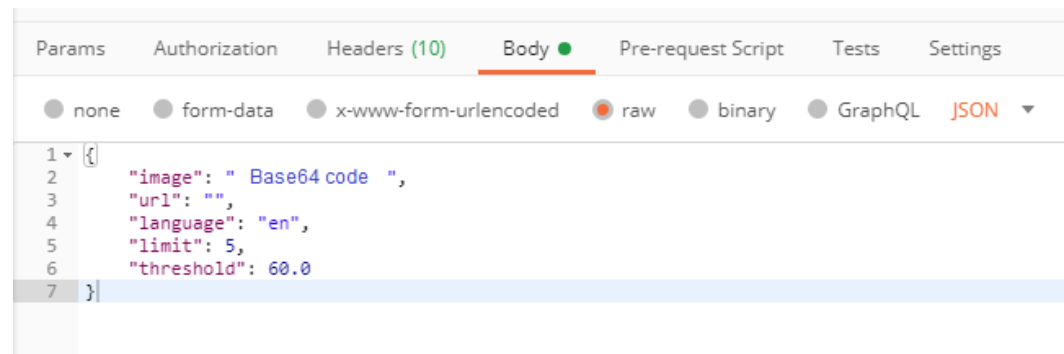 Params Authorization Headers (10) Body Pre-request Script Tests Settings
none form-data x-www-form-urlencoded raw binary GraphQL JSON
1 {
2 "image": " Base64 code ",
3 "url": "",
4 "language": "en",
5 "limit": 5,
6 "threshold": 60.0
7 }